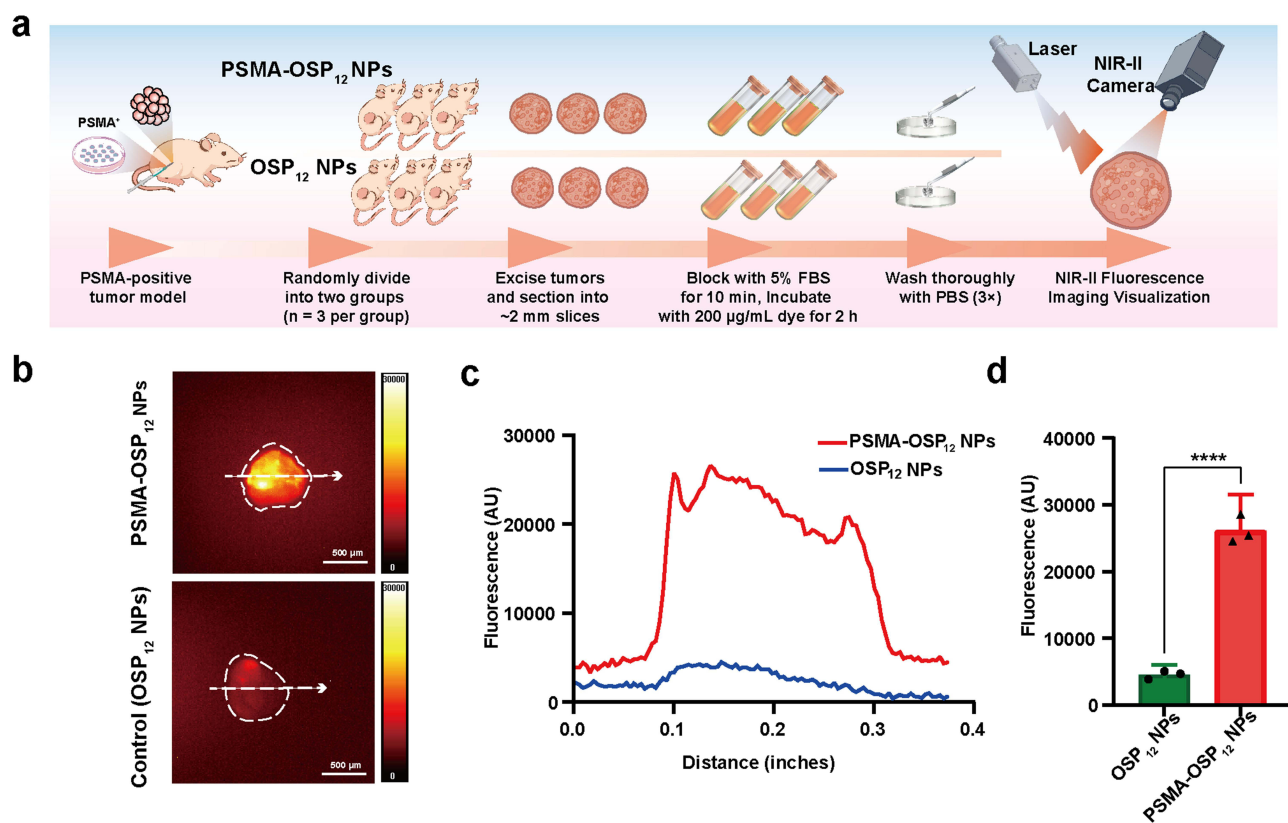 a
PSMA-OSP₁₂ NPs
Laser
NIR-II
Camera
PSMA⁺
OSP₁₂ NPs
PSMA-positive
tumor model
Randomly divide
into two groups
(n = 3 per group)
Excise tumors
and section into
~2 mm slices
Block with 5% FBS
for 10 min, Incubate
with 200 µg/mL dye for 2 h
Wash thoroughly
with PBS (3×)
NIR-II Fluorescence
Imaging Visualization
b
PSMA-OSP₁₂ NPs
30000
0
500 µm
Control (OSP₁₂ NPs)
30000
0
500 µm
c
Fluorescence (AU)
30000
20000
10000
0
0.0
0.1
0.2
0.3
0.4
Distance (inches)
PSMA-OSP₁₂ NPs
OSP₁₂ NPs
d
Fluorescence (AU)
40000
30000
20000
10000
0
****
OSP₁₂ NPs
PSMA-OSP₁₂ NPs